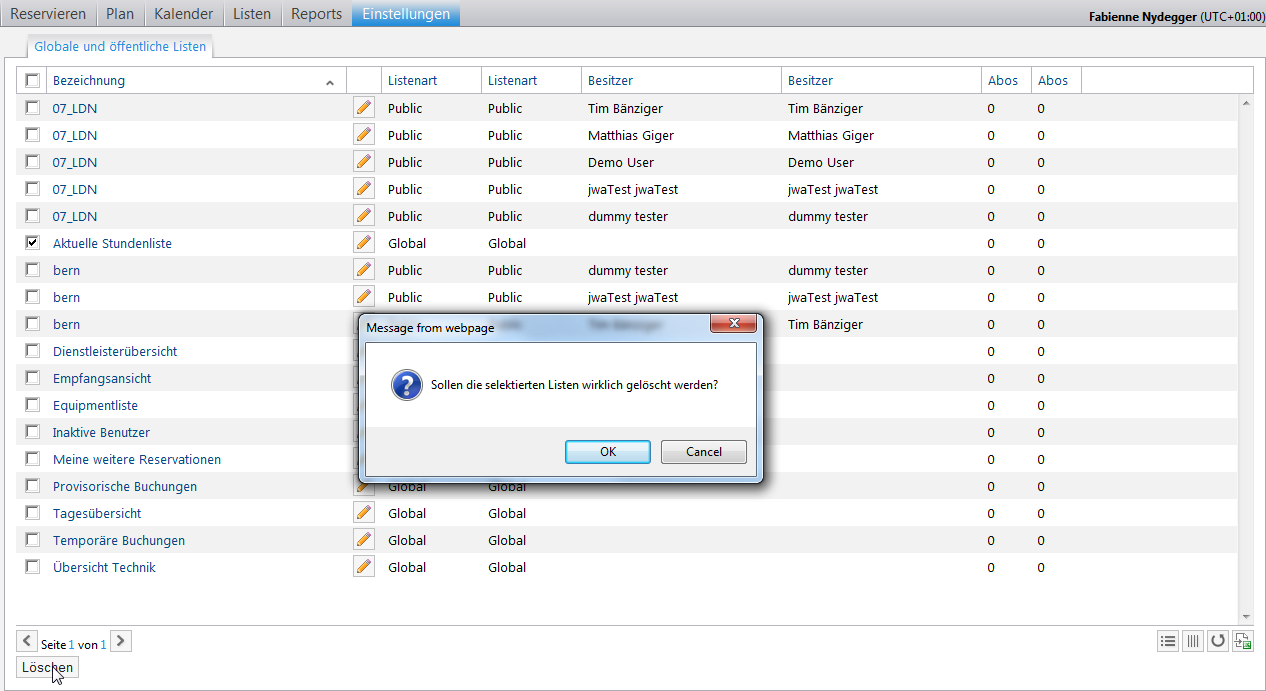 Reservieren Plan Kalender Listen Reports Einstellungen Fabienne Nydegger (UTC+01:00)
Globale und öffentliche Listen
Bezeichnung Listenart Listenart Besitzer Besitzer Abos Abos
07_LDN Public Public Tim Bänziger Tim Bänziger 0 0
07_LDN Public Public Matthias Giger Matthias Giger 0 0
07_LDN Public Public Demo User Demo User 0 0
07_LDN Public Public jwaTest jwaTest jwaTest jwaTest 0 0
07_LDN Public Public dummy tester dummy tester 0 0
Aktuelle Stundenliste Global Global 0 0
bern Public Public dummy tester dummy tester 0 0
bern Public Public jwaTest jwaTest jwaTest jwaTest 0 0
bern Tim Bänziger 0 0
Message from webpage
Dienstleisterübersicht 0 0
Empfangsansicht 0 0
Sollen die selektierten Listen wirklich gelöscht werden?
Equipmentliste 0 0
Inaktive Benutzer 0 0
OK Cancel
Meine weitere Reservationen 0 0
Provisorische Buchungen Global Global 0 0
Tagesübersicht Global Global 0 0
Temporäre Buchungen Global Global 0 0
Übersicht Technik Global Global 0 0
Seite 1 von 1
Löschen